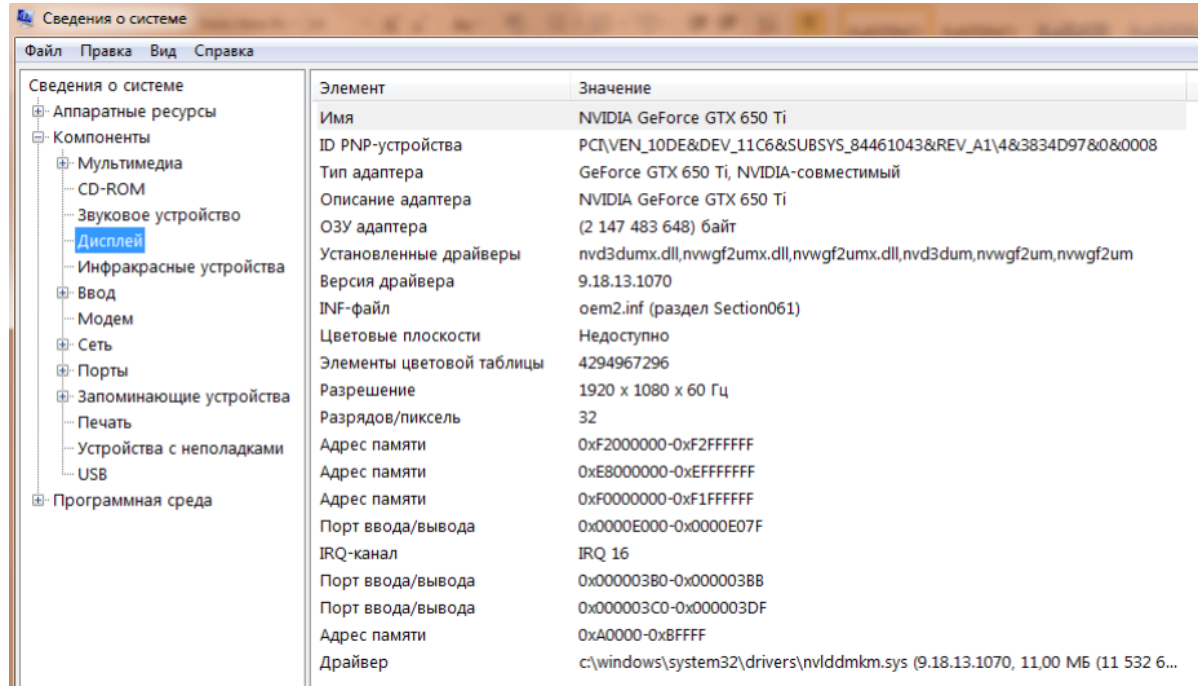 Сведения о системе
Файл Правка Вид Справка
Сведения о системе
Аппаратные ресурсы
Компоненты
Мультимедиа
CD-ROM
Звуковое устройство
Дисплей
Инфракрасные устройства
Ввод
Модем
Сеть
Порты
Запоминающие устройства
Печать
Устройства с неполадками
USB
Программная среда
Элемент Значение
Имя NVIDIA GeForce GTX 650 Ti
ID PNP-устройства PCI\VEN_10DE&DEV_11C6&SUBSYS_84461043&REV_A1\4&3834D97&0&0008
Тип адаптера GeForce GTX 650 Ti, NVIDIA-совместимый
Описание адаптера NVIDIA GeForce GTX 650 Ti
ОЗУ адаптера (2 147 483 648) байт
Установленные драйверы nvd3dumx.dll,nvwgf2umx.dll,nvwgf2umx.dll,nvd3dum,nvwgf2um,nvwgf2um
Версия драйвера 9.18.13.1070
INF-файл oem2.inf (раздел Section061)
Цветовые плоскости Недоступно
Элементы цветовой таблицы 4294967296
Разрешение 1920 x 1080 x 60 Гц
Разрядов/пиксель 32
Адрес памяти 0xF2000000-0xF2FFFFFF
Адрес памяти 0xE8000000-0xEFFFFFFF
Адрес памяти 0xF0000000-0xF1FFFFFF
Порт ввода/вывода 0x0000E000-0x0000E07F
IRQ-канал IRQ 16
Порт ввода/вывода 0x000003B0-0x000003BB
Порт ввода/вывода 0x000003C0-0x000003DF
Адрес памяти 0xA0000-0xBFFFF
Драйвер c:\windows\system32\drivers\nvlddmkm.sys (9.18.13.1070, 11,00 МБ (11 532 6...